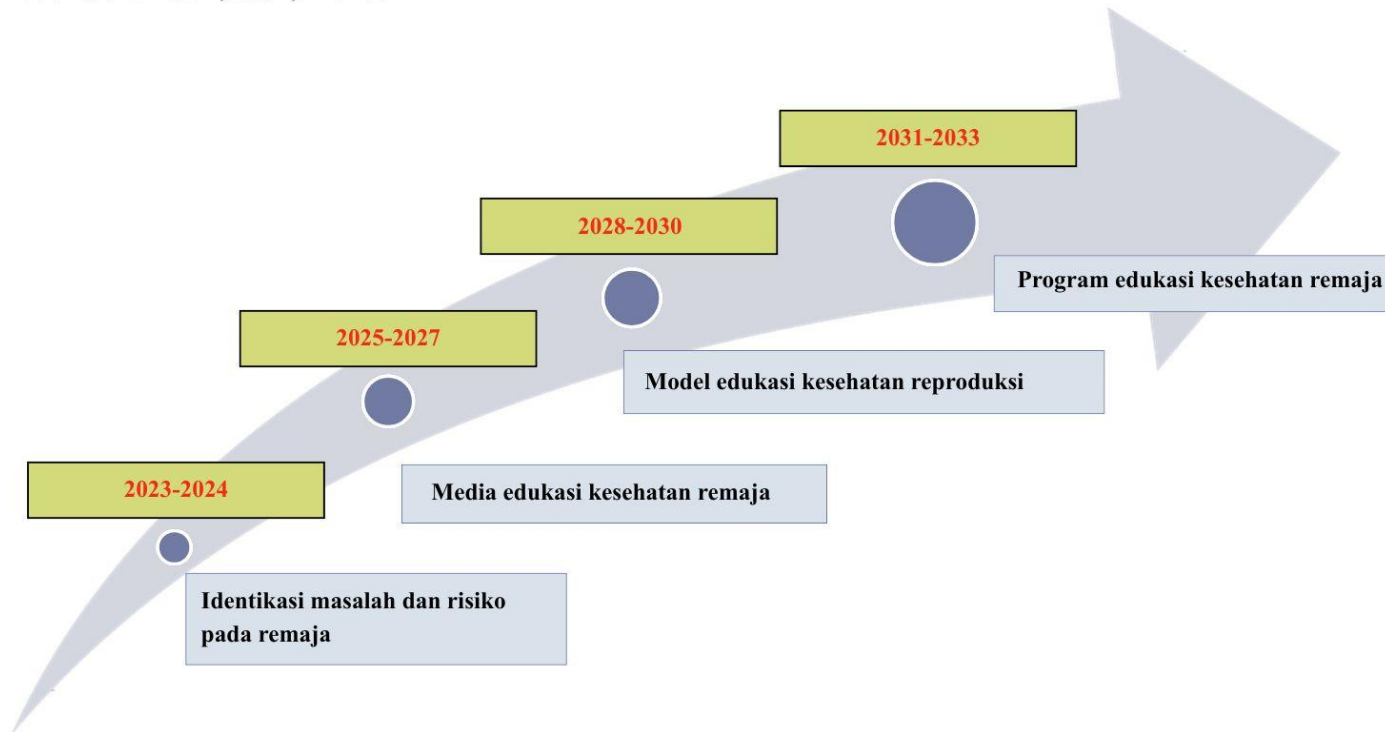 2023-2024
Identikasi masalah dan risiko
pada remaja
2025-2027
Media edukasi kesehatan remaja
2028-2030
Model edukasi kesehatan reproduksi
2031-2033
Program edukasi kesehatan remaja